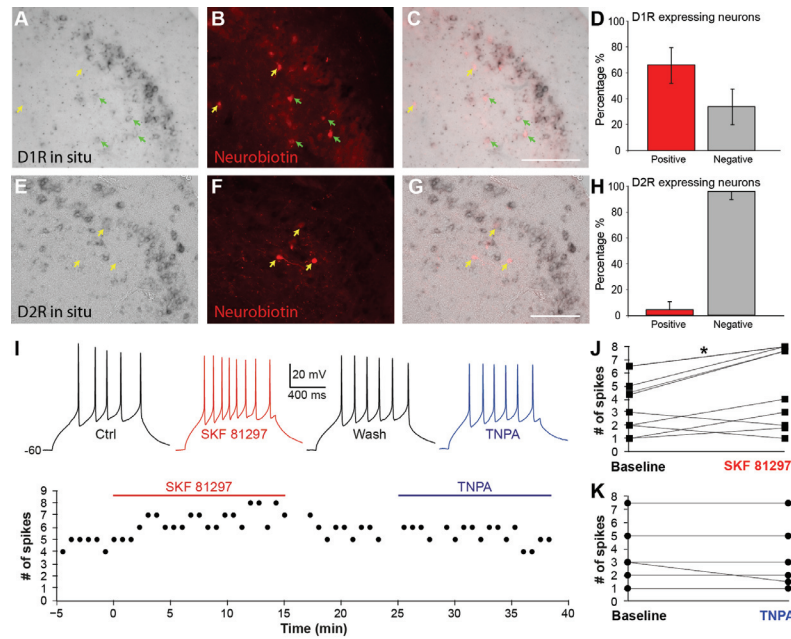 A
D1R in situ
B
Neurobiotin
C
D
D1R expressing neurons
Percentage %
100
80
60
40
20
0
Positive
Negative
E
D2R in situ
F
Neurobiotin
G
H
D2R expressing neurons
Percentage %
100
80
60
40
20
0
Positive
Negative
I
-60
Ctrl
SKF 81297
20 mV
400 ms
Wash
TNPA
SKF 81297
TNPA
# of spikes
9
8
7
6
5
4
3
2
1
0
−5 0 5 10 15 20 25 30 35 40
Time (min)
J
*
# of spikes
8
7
6
5
4
3
2
1
0
Baseline
SKF 81297
K
# of spikes
8
7
6
5
4
3
2
1
0
Baseline
TNPA